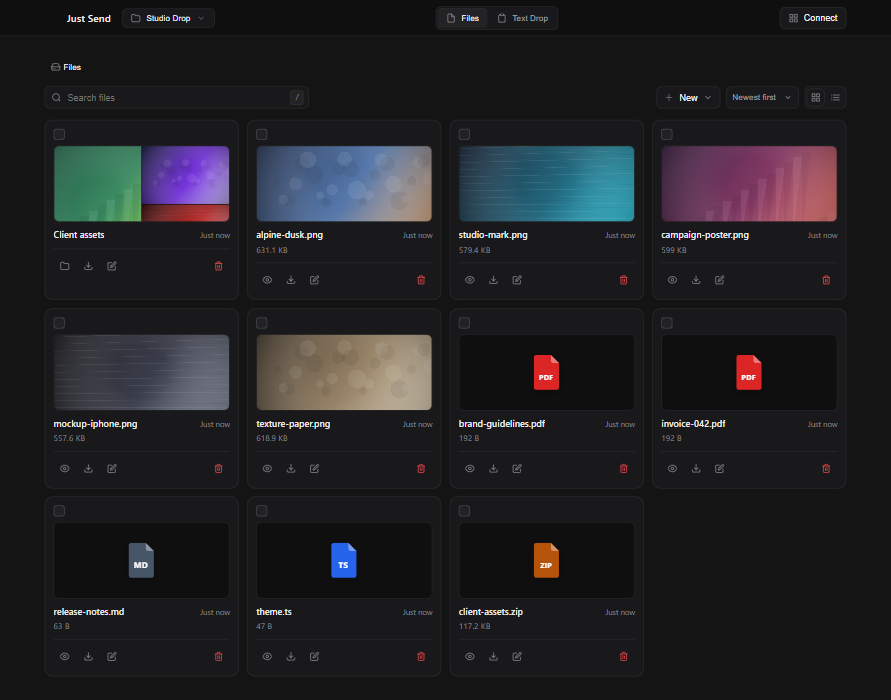 Just Send
Studio Drop
Files
Text Drop
Connect
Files
Search files
/
New
Newest first
Client assets
Just now
alpine-dusk.png
Just now
631.1 KB
studio-mark.png
Just now
579.4 KB
campaign-poster.png
Just now
599 KB
mockup-iphone.png
Just now
557.6 KB
texture-paper.png
Just now
618.9 KB
PDF
brand-guidelines.pdf
Just now
192 B
PDF
invoice-042.pdf
Just now
192 B
MD
release-notes.md
Just now
63 B
TS
theme.ts
Just now
47 B
ZIP
client-assets.zip
Just now
117.2 KB